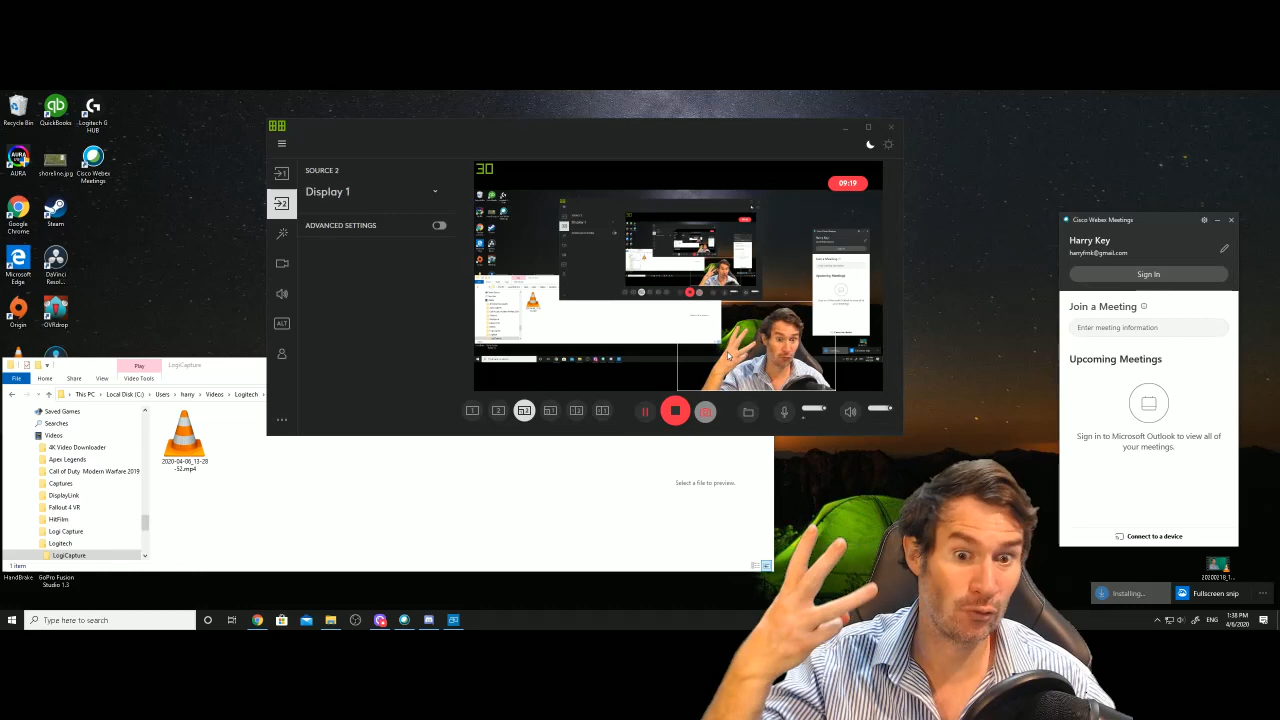 Recycle Bin
QuickBooks
Logitech G HUB
AURA
shoreline.jpg
Cisco Webex Meetings
Google Chrome
Steam
Microsoft Edge
DaVinci Resol...
Origin
HandBrake
GoPro Fusion Studio 1.3
SOURCE 2
Display 1
ADVANCED SETTINGS
ALT
30
09:19
Cisco Webex Meetings
Harry Key
harryfmk@gmail.com
Sign In
Join a Meeting
Enter meeting information
Upcoming Meetings
Sign in to Microsoft Outlook to view all of
your meetings.
Connect to a device
Play
LogiCapture
File
Home
Share
View
Video Tools
This PC
Local Disk (C:)
Users
harry
Videos
Logitech
Saved Games
Searches
Videos
4K Video Downloader
Apex Legends
Call of Duty Modern Warfare 2019
Captures
DisplayLink
Fallout 4 VR
HitFilm
Logi Capture
Logitech
LogiCapture
2020-04-06_13-28
-52.mp4
Select a file to preview.
1 item
20200218_1...
Installing...
Fullscreen snip
Type here to search
ENG
1:38 PM
4/6/2020